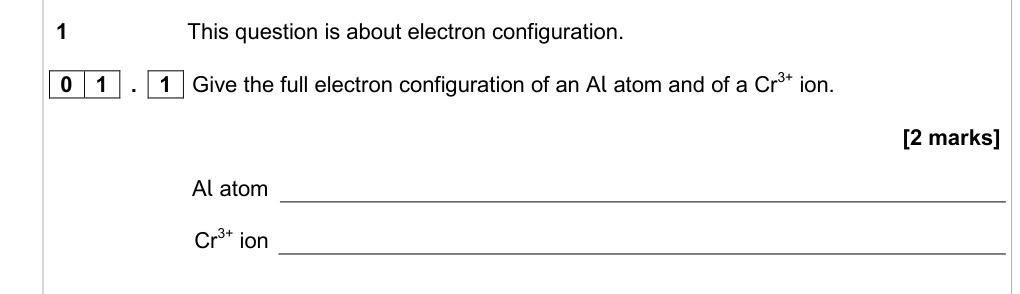 1 This question is about electron configuration.
0 1 . 1 Give the full electron configuration of an Al atom and of a Cr³⁺ ion.
[2 marks]
Al atom
Cr³⁺ ion